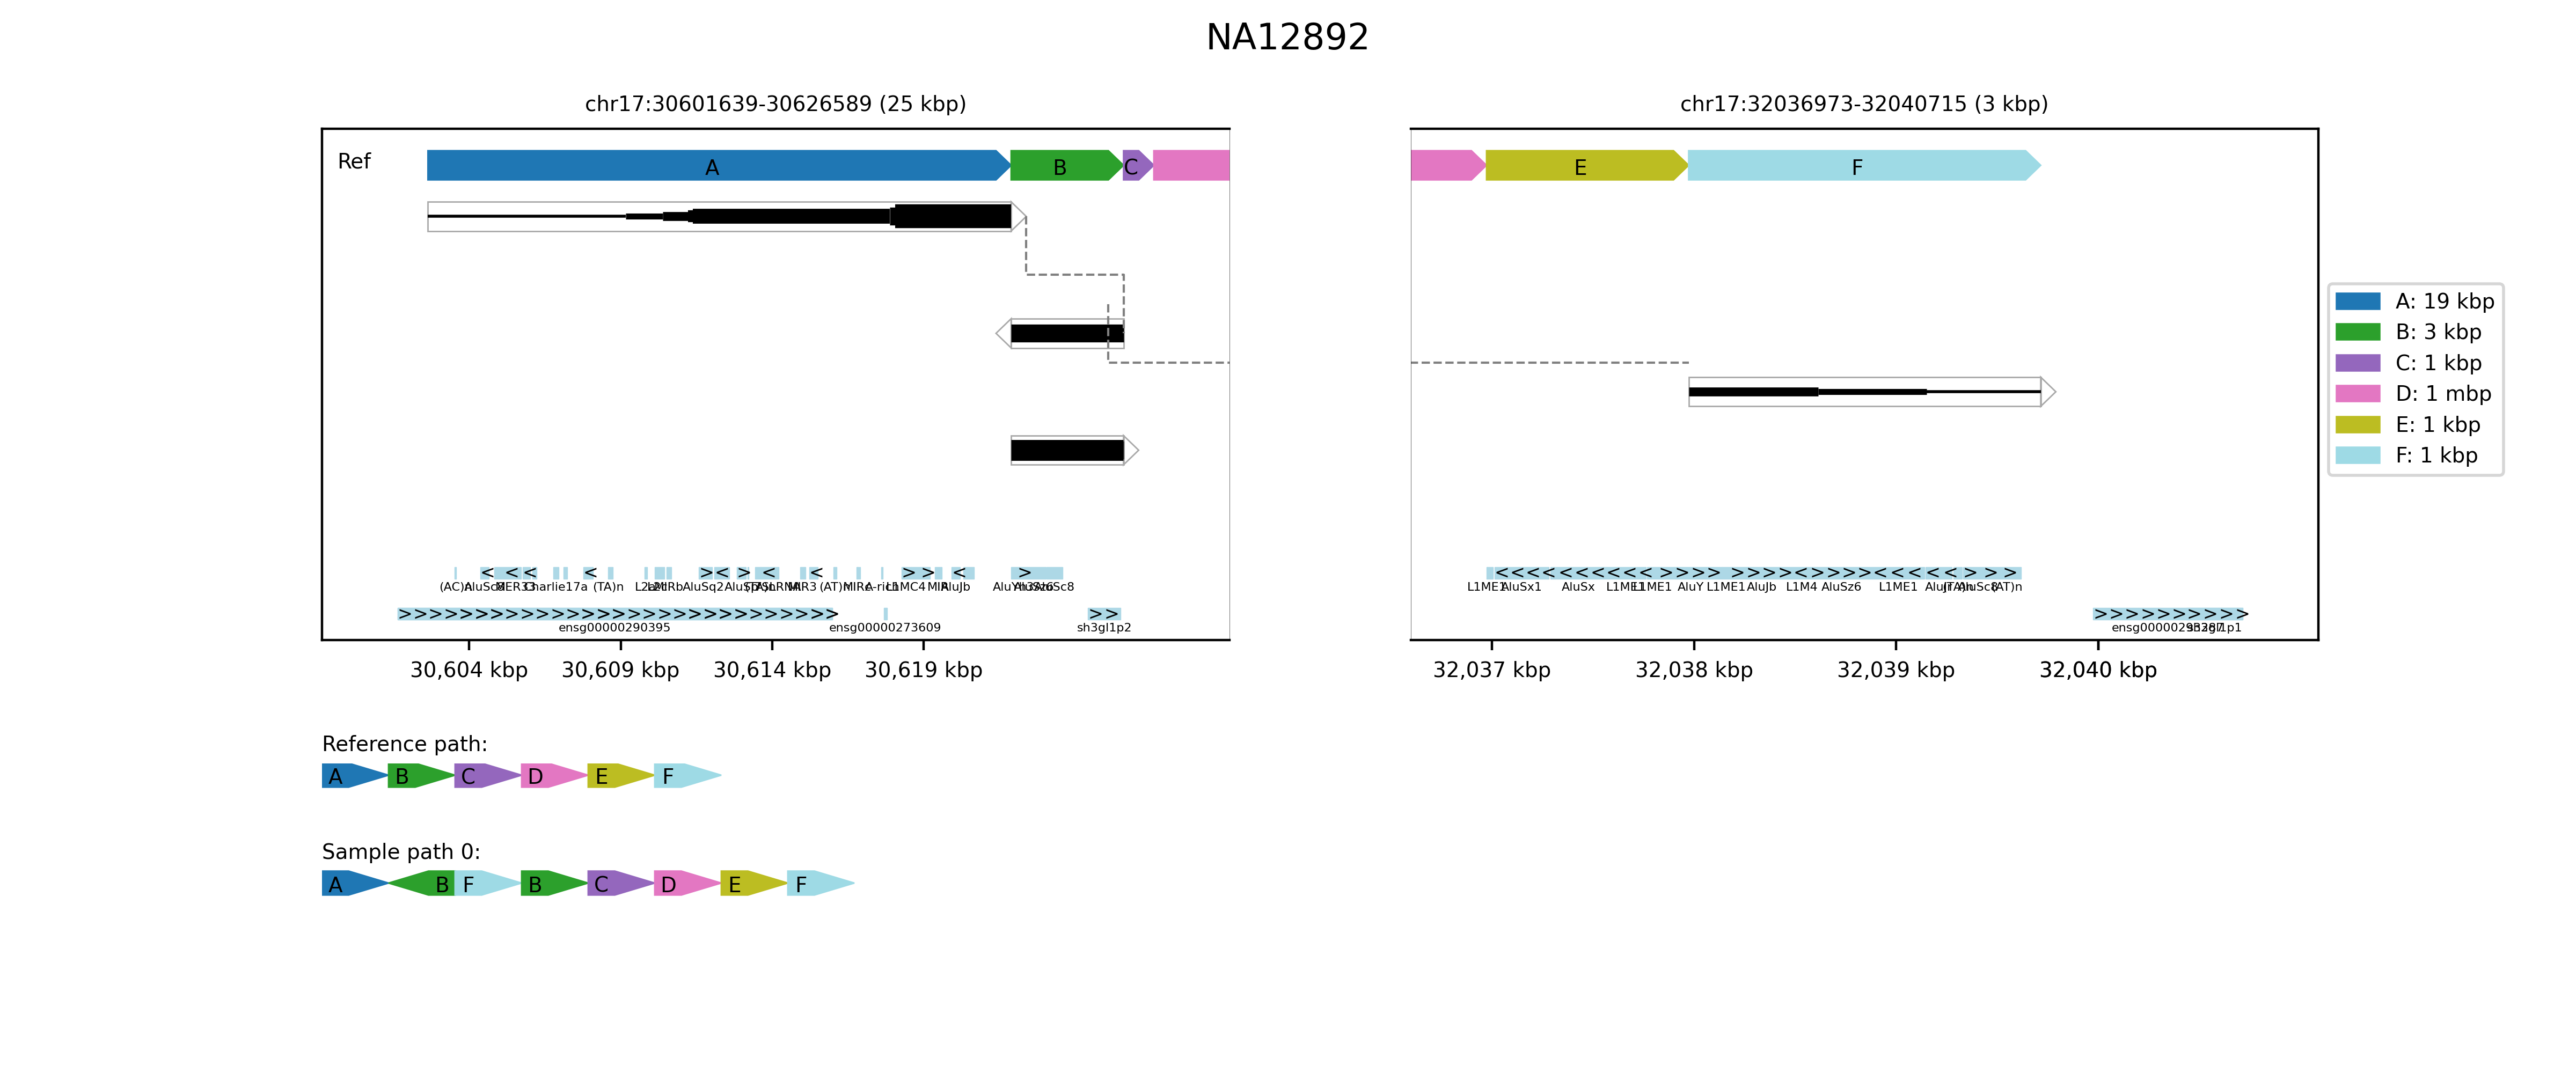 NA12892
chr17:30601639-30626589 (25 kbp)
chr17:32036973-32040715 (3 kbp)
Ref
A
B
C
E
F
A: 19 kbp
B: 3 kbp
C: 1 kbp
D: 1 mbp
E: 1 kbp
F: 1 kbp
(AC)n (TA)n AluSq2 MIR3 L1MC4 MIR AluJb AluY
L1ME1 AluSx1 AluSx L1ME1 AluY L1ME1 AluJb L1M4 AluSz6 L1ME1
ensg00000290395 ensg00000273609 sh3gl1p2
30,604 kbp 30,609 kbp 30,614 kbp 30,619 kbp
32,037 kbp 32,038 kbp 32,039 kbp 32,040 kbp
Reference path:
A B C D E F
Sample path 0:
A B F B C D E F